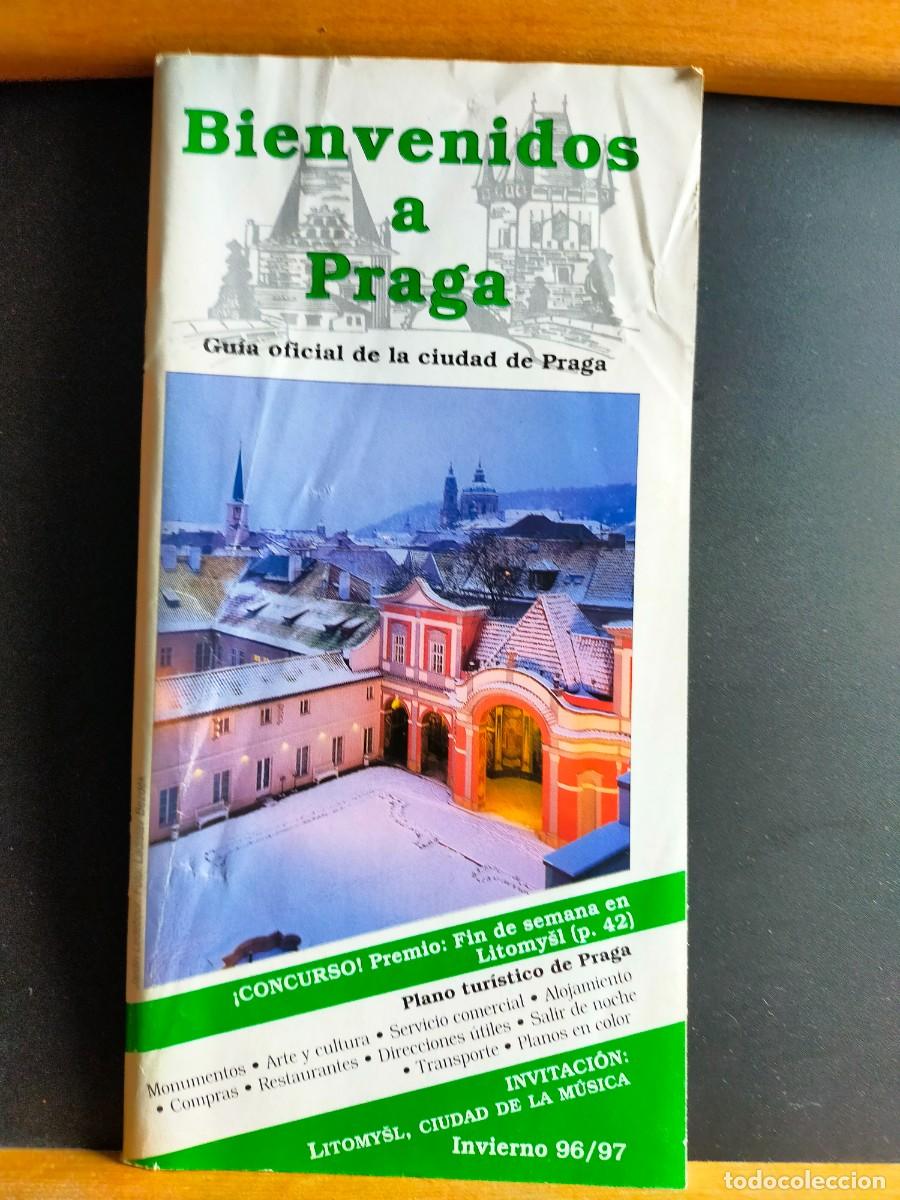 Bienvenidos
a
Praga
Guía oficial de la ciudad de Praga
¡CONCURSO! Premio: Fin de semana en
Litomyšl (p. 42)
Plano turístico de Praga
Monumentos • Arte y cultura • Servicio comercial • Alojamiento
• Compras • Restaurantes • Direcciones útiles • Salir de noche
• Transporte • Planos en color
INVITACIÓN:
LITOMYŠL, CIUDAD DE LA MÚSICA
Invierno 96/97
todocoleccion